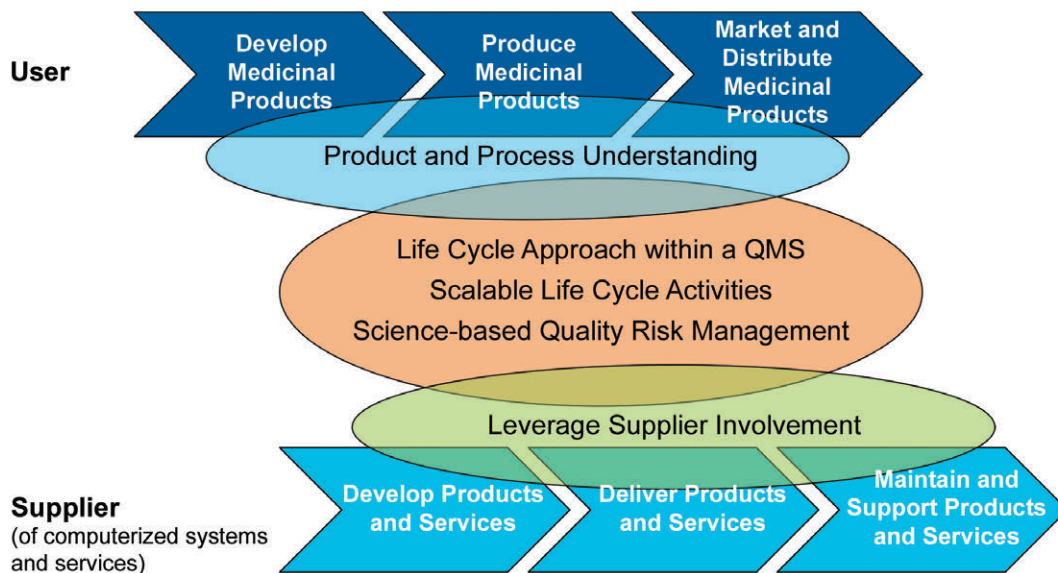 User
Develop
Medicinal
Products
Produce
Medicinal
Products
Market and
Distribute
Medicinal
Products
Product and Process Understanding
Life Cycle Approach within a QMS
Scalable Life Cycle Activities
Science-based Quality Risk Management
Leverage Supplier Involvement
Supplier
(of computerized systems
and services)
Develop Products
and Services
Deliver Products
and Services
Maintain and
Support Products
and Services